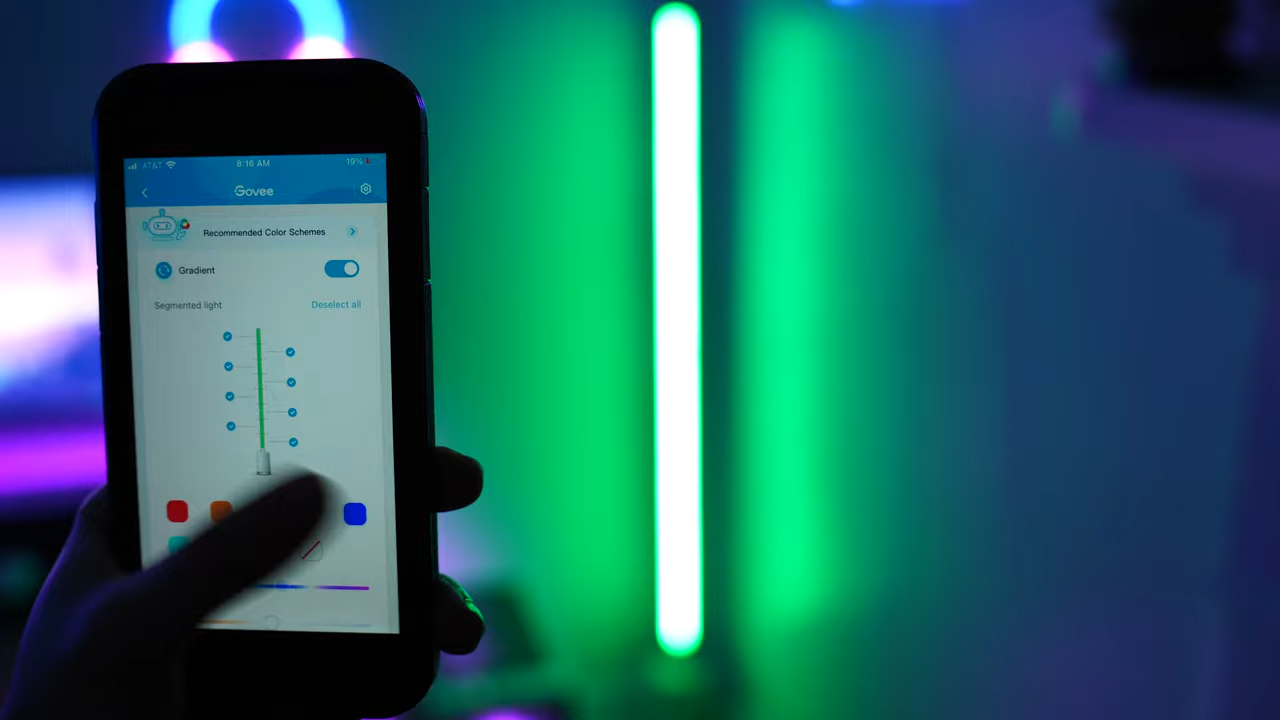 AT&T 8:16 AM 19%
Govee
Recommended Color Schemes
Gradient
Segmented light Deselect all